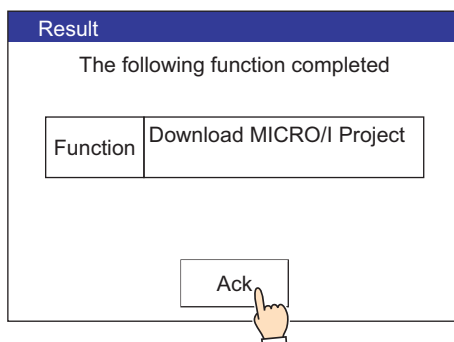 Result
The following function completed
Function
Download MICRO/I Project
Ack